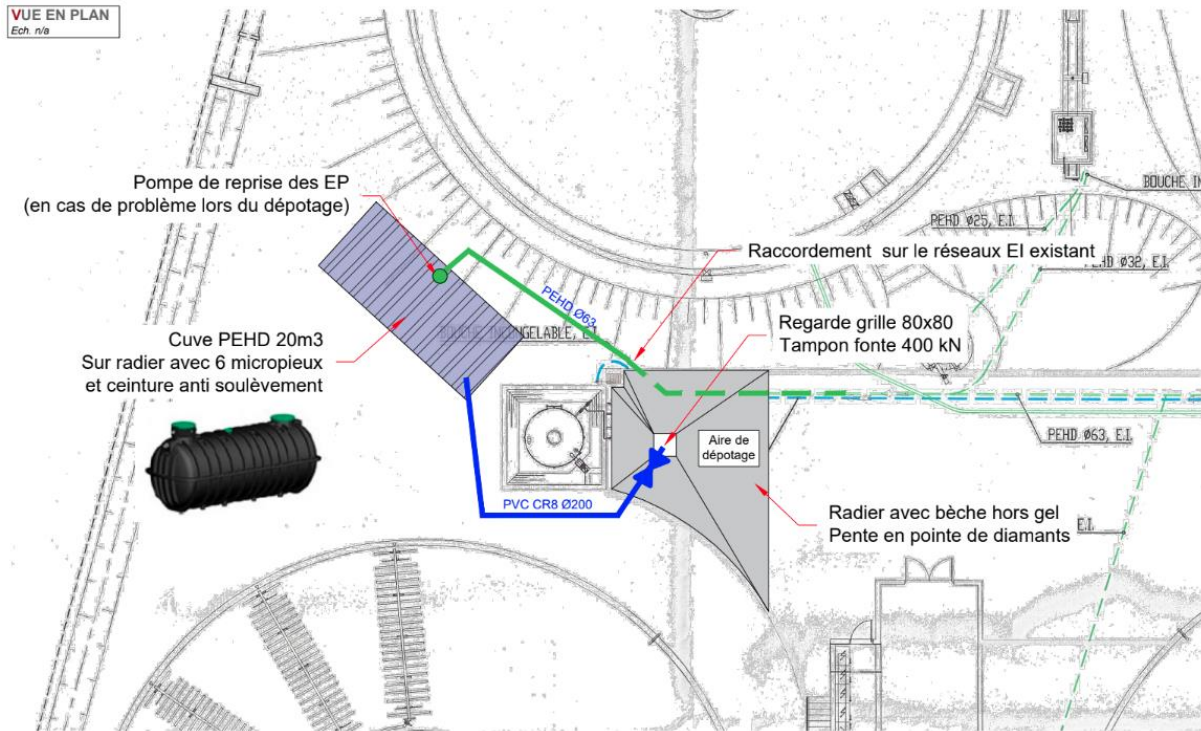 VUE EN PLAN
Ech. n/a
Pompe de reprise des EP
(en cas de problème lors du dépotage)
BOUCHE IN
PEHD Ø25, E.I.
Raccordement sur le réseaux EI existant
PEHD Ø32, E.I.
PEHD Ø63
BOUCHE INCONGELABLE, E.I.
Regarde grille 80x80
Tampon fonte 400 kN
Cuve PEHD 20m3
Sur radier avec 6 micropieux
et ceinture anti soulèvement
Aire de
dépotage
PEHD Ø63, E.I.
PVC CR8 Ø200
Radier avec bèche hors gel
Pente en pointe de diamants
E.I.